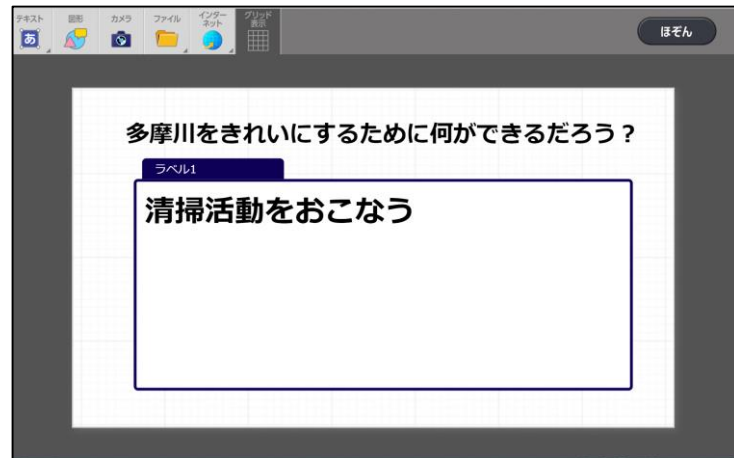 テキスト
図形
カメラ
ファイル
インター
ネット
グリッド
表示
あ
ほぞん
多摩川をきれいにするために何ができるだろう？
ラベル1
清掃活動をおこなう